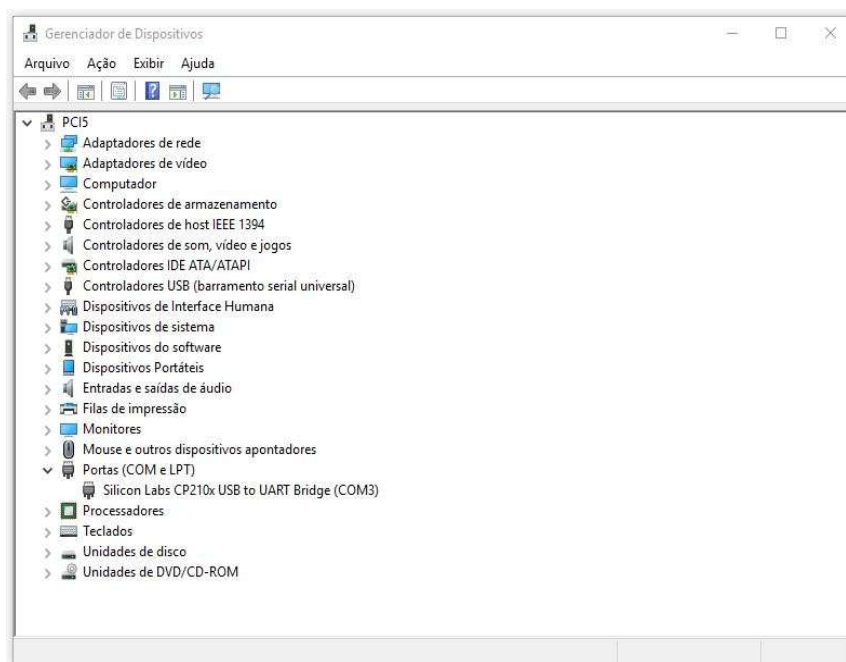 Gerenciador de Dispositivos
Arquivo Ação Exibir Ajuda
PCI5
Adaptadores de rede
Adaptadores de vídeo
Computador
Controladores de armazenamento
Controladores de host IEEE 1394
Controladores de som, vídeo e jogos
Controladores IDE ATA/ATAPI
Controladores USB (barramento serial universal)
Dispositivos de Interface Humana
Dispositivos de sistema
Dispositivos do software
Dispositivos Portáteis
Entradas e saídas de áudio
Filas de impressão
Monitores
Mouse e outros dispositivos apontadores
Portas (COM e LPT)
Silicon Labs CP210x USB to UART Bridge (COM3)
Processadores
Teclados
Unidades de disco
Unidades de DVD/CD-ROM